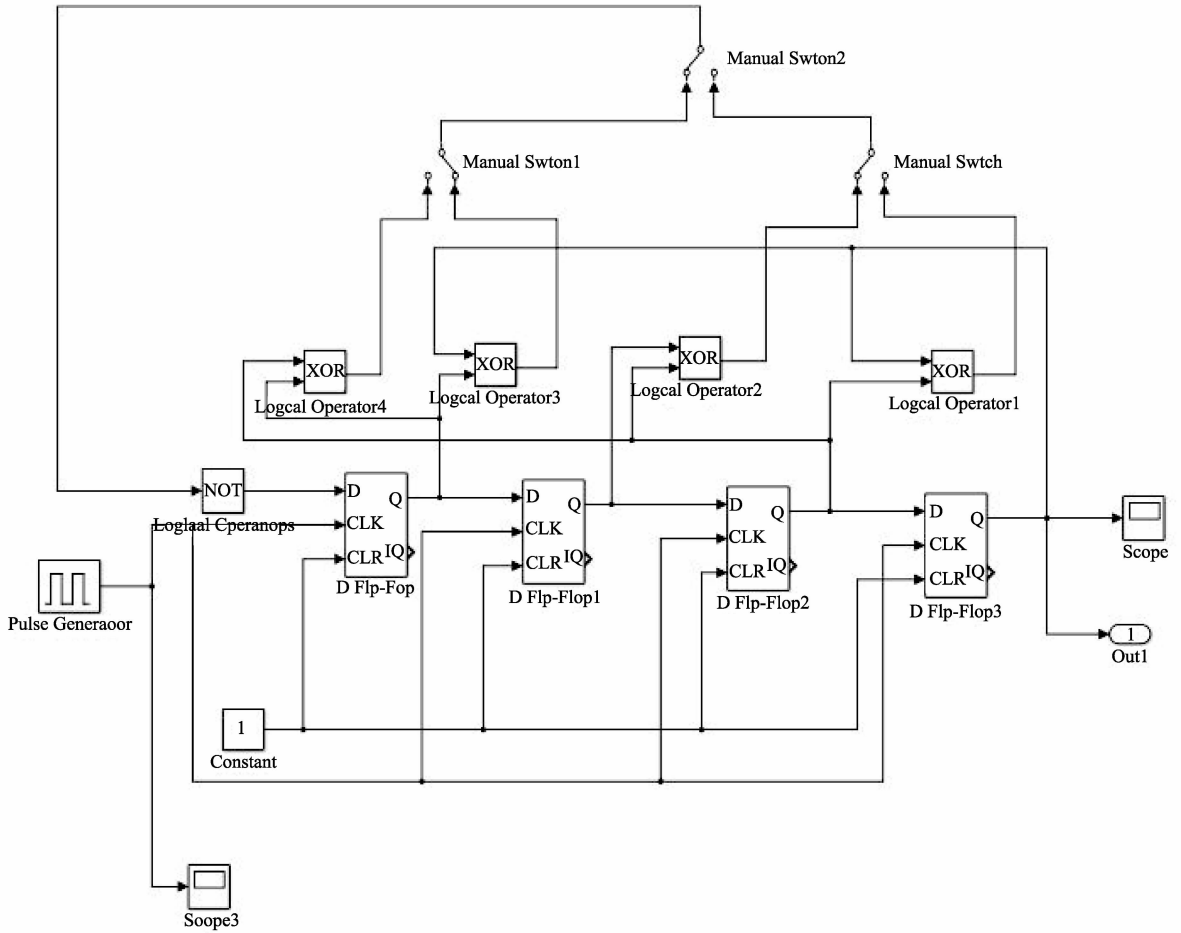 Manual Swton2
Manual Swton1
Manual Swtch
XOR
XOR
XOR
XOR
Logcal Operator4
Logcal Operator3
Logcal Operator2
Logcal Operator1
NOT
Loglaal Cperanops
D Q
CLK
CLR IQ
D Flp-Fop
D Q
CLK
CLR IQ
D Flp-Flop1
D Q
CLK
CLR IQ
D Flp-Flop2
D Q
CLK
CLR IQ
D Flp-Flop3
Scope
1
Out1
Pulse Generaoor
1
Constant
Soope3